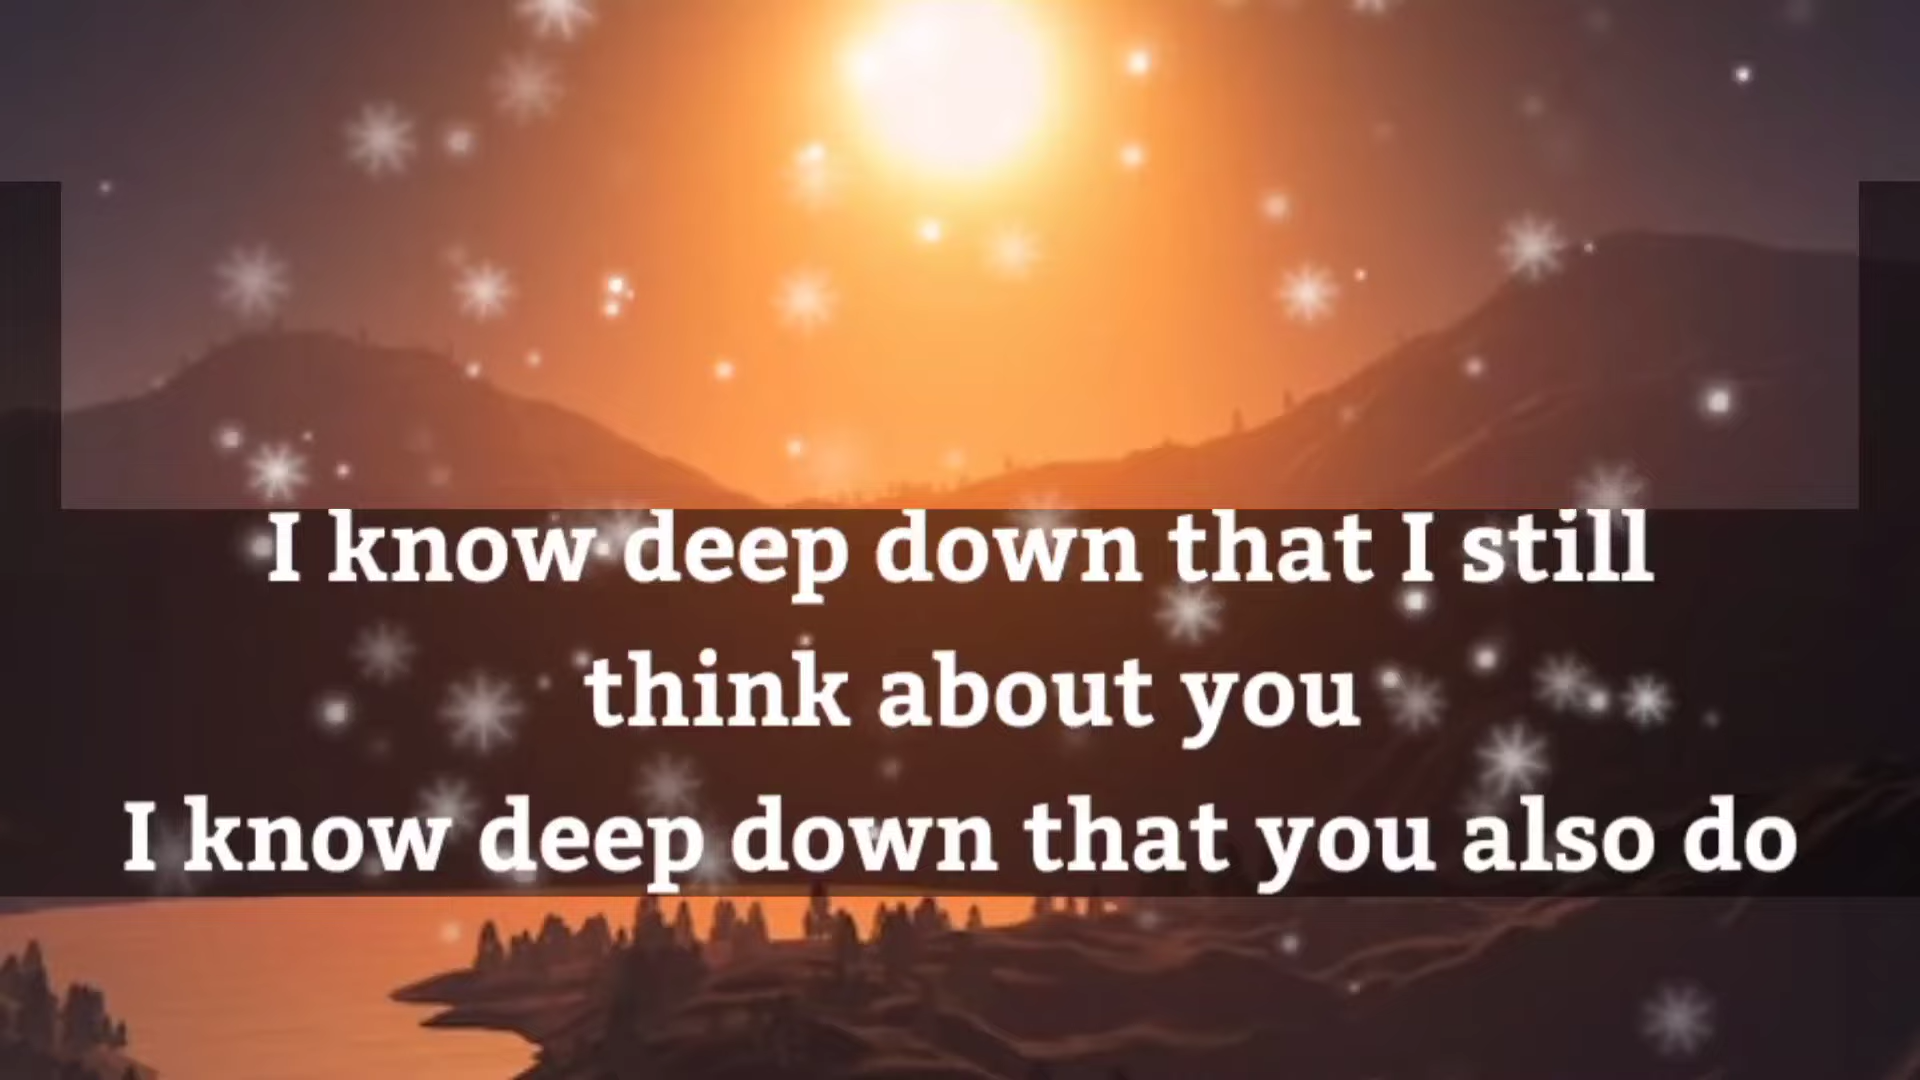 I know deep down that I still
think about you
I know deep down that you also do